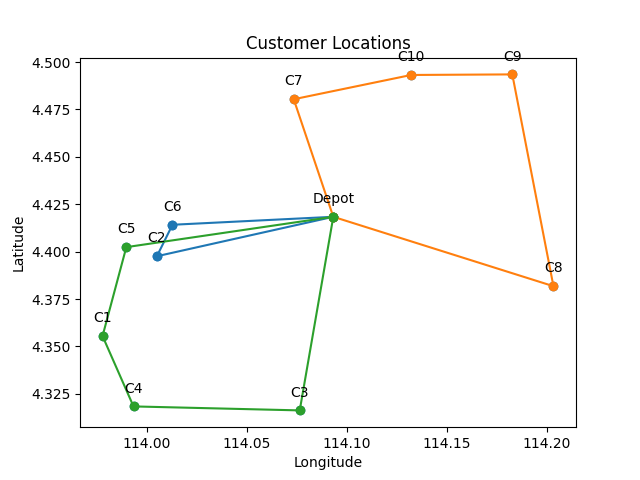 Customer Locations
4.500
4.475
4.450
4.425
4.400
4.375
4.350
4.325
Latitude
C10
C9
C7
Depot
C6
C5
C2
C8
C1
C4
C3
114.00
114.05
114.10
114.15
114.20
Longitude